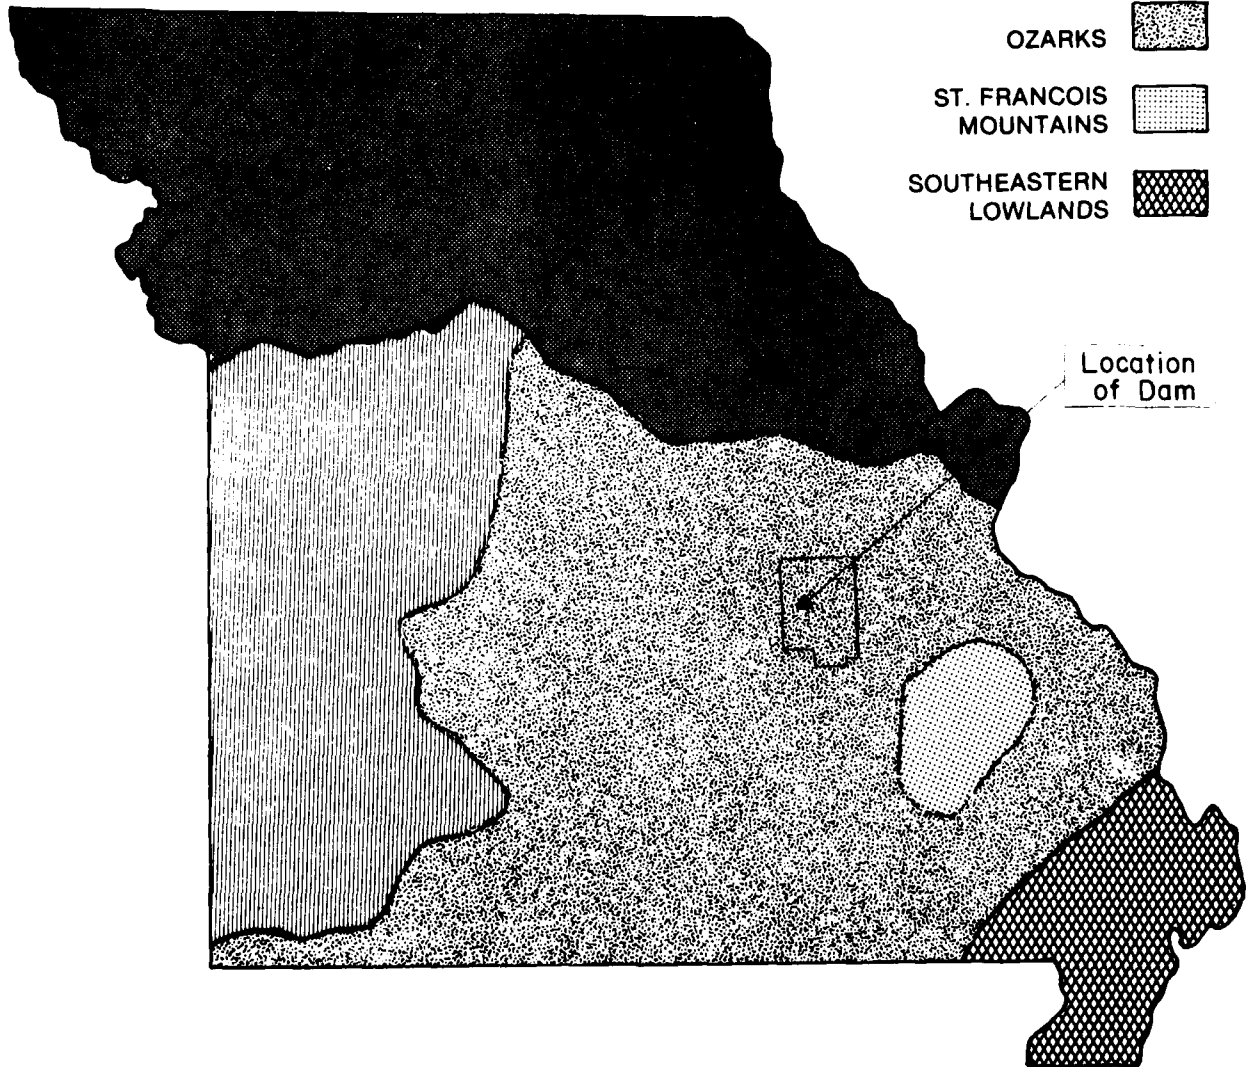 OZARKS
ST. FRANCOIS
MOUNTAINS
SOUTHEASTERN
LOWLANDS
Location
of Dam